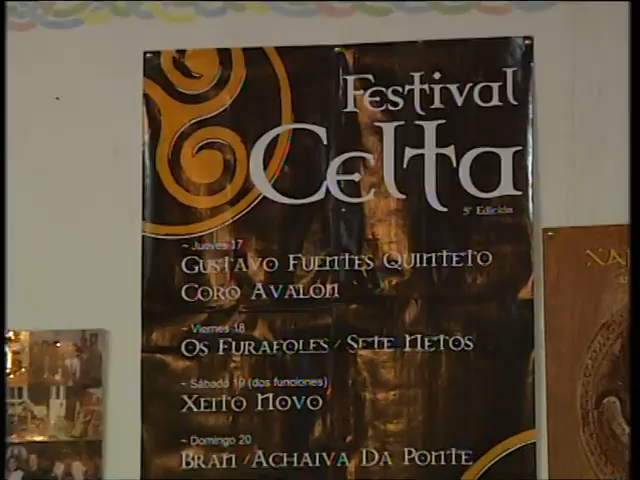 Festival
Celta
5ª Edición
~ Jueves 17
Gustavo Fuentes Quinteto
Coro Avalón
~ Viernes 18
Os Furafoles / Sete Netos
~ Sábado 19 (dos funciones)
Xeito Novo
~ Domingo 20
Bran / Achaiva Da Ponte